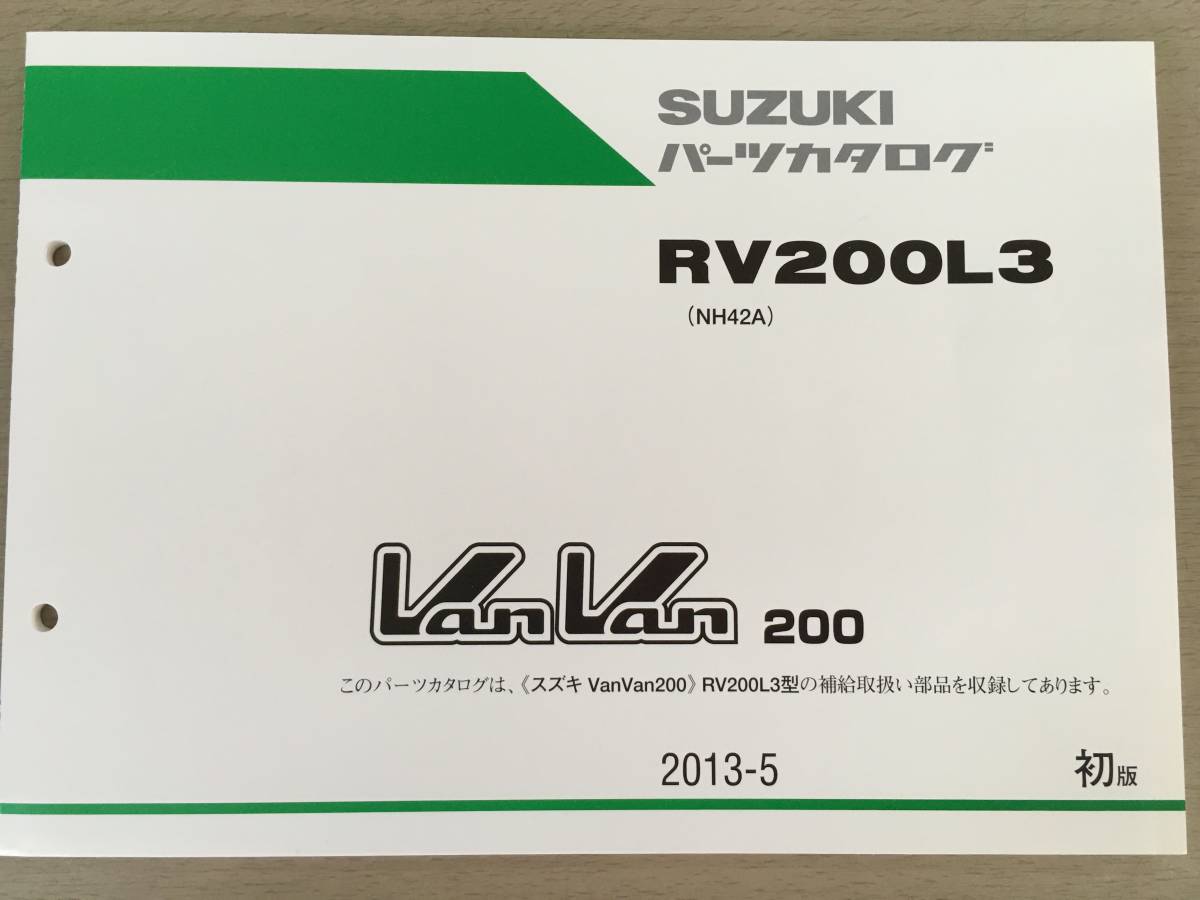 SUZUKI
パーツカタログ
RV200L3
(NH42A)
VanVan 200
このパーツカタログは、《スズキ VanVan200》RV200L3型の補給取扱い部品を収録してあります。
2013-5 初版